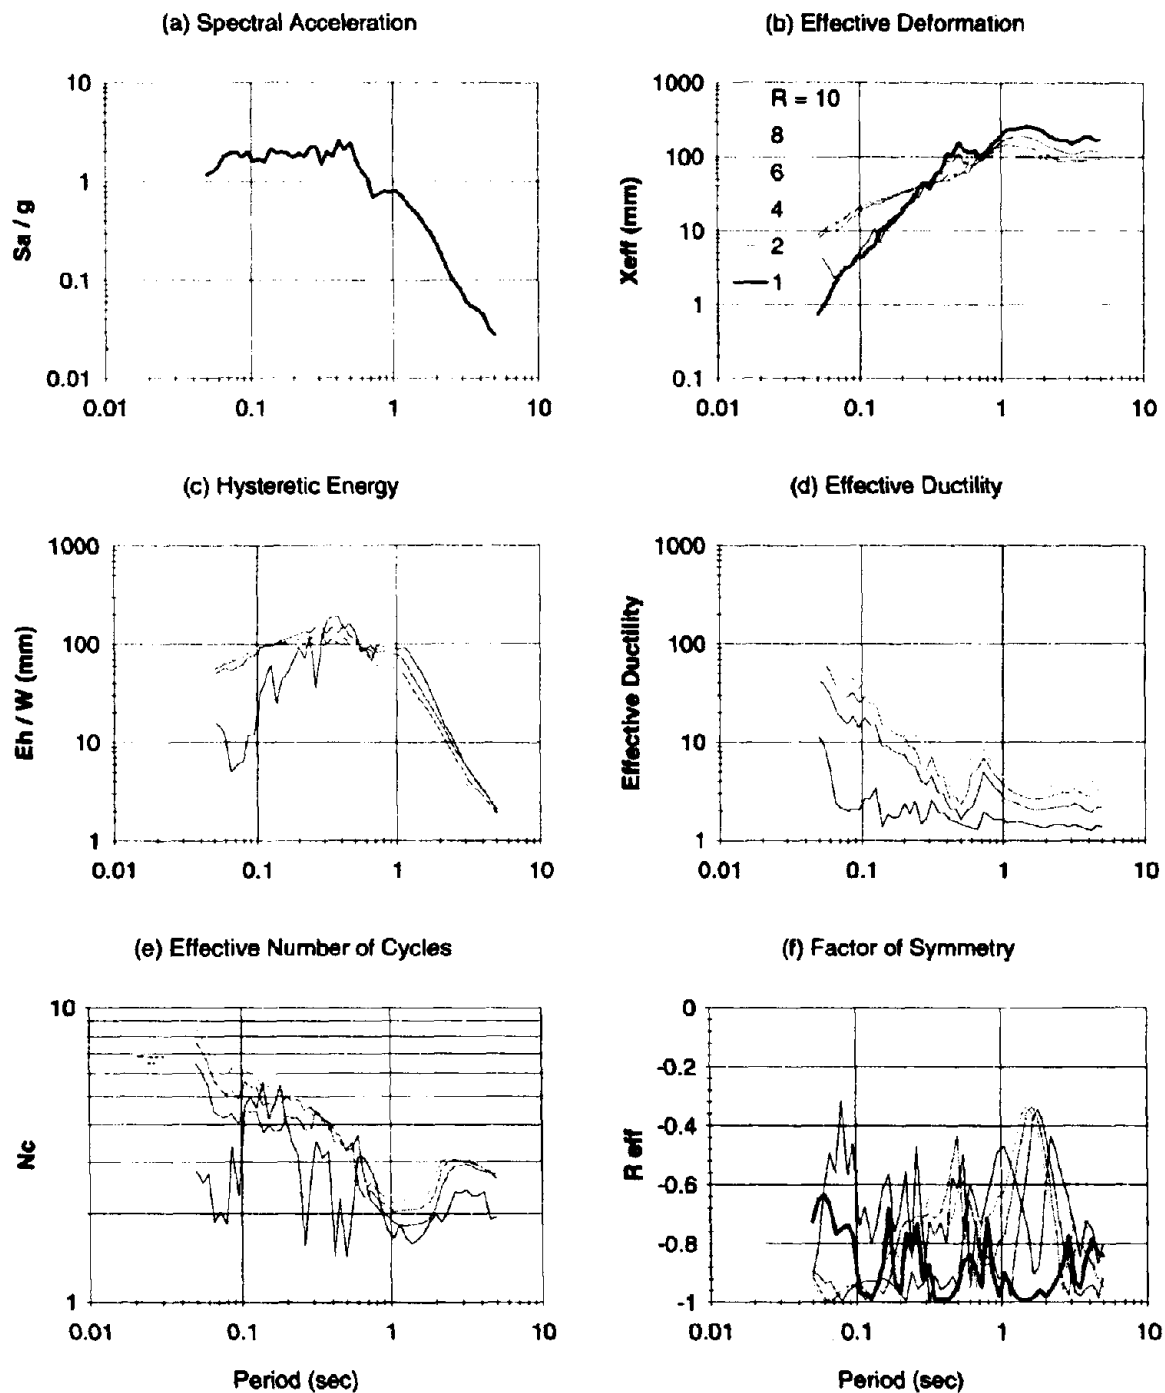 (a) Spectral Acceleration
(b) Effective Deformation
Sa / g
10
1
0.1
0.01
0.01 0.1 1 10
Xeff (mm)
1000
100
10
1
0.1
R = 10
8
6
4
2
1
0.01 0.1 1 10
(c) Hysteretic Energy
(d) Effective Ductility
Eh / W (mm)
1000
100
10
1
0.01 0.1 1 10
Effective Ductility
1000
100
10
1
0.01 0.1 1 10
(e) Effective Number of Cycles
(f) Factor of Symmetry
Nc
10
1
0.01 0.1 1 10
Period (sec)
R eff
0
-0.2
-0.4
-0.6
-0.8
-1
0.01 0.1 1 10
Period (sec)